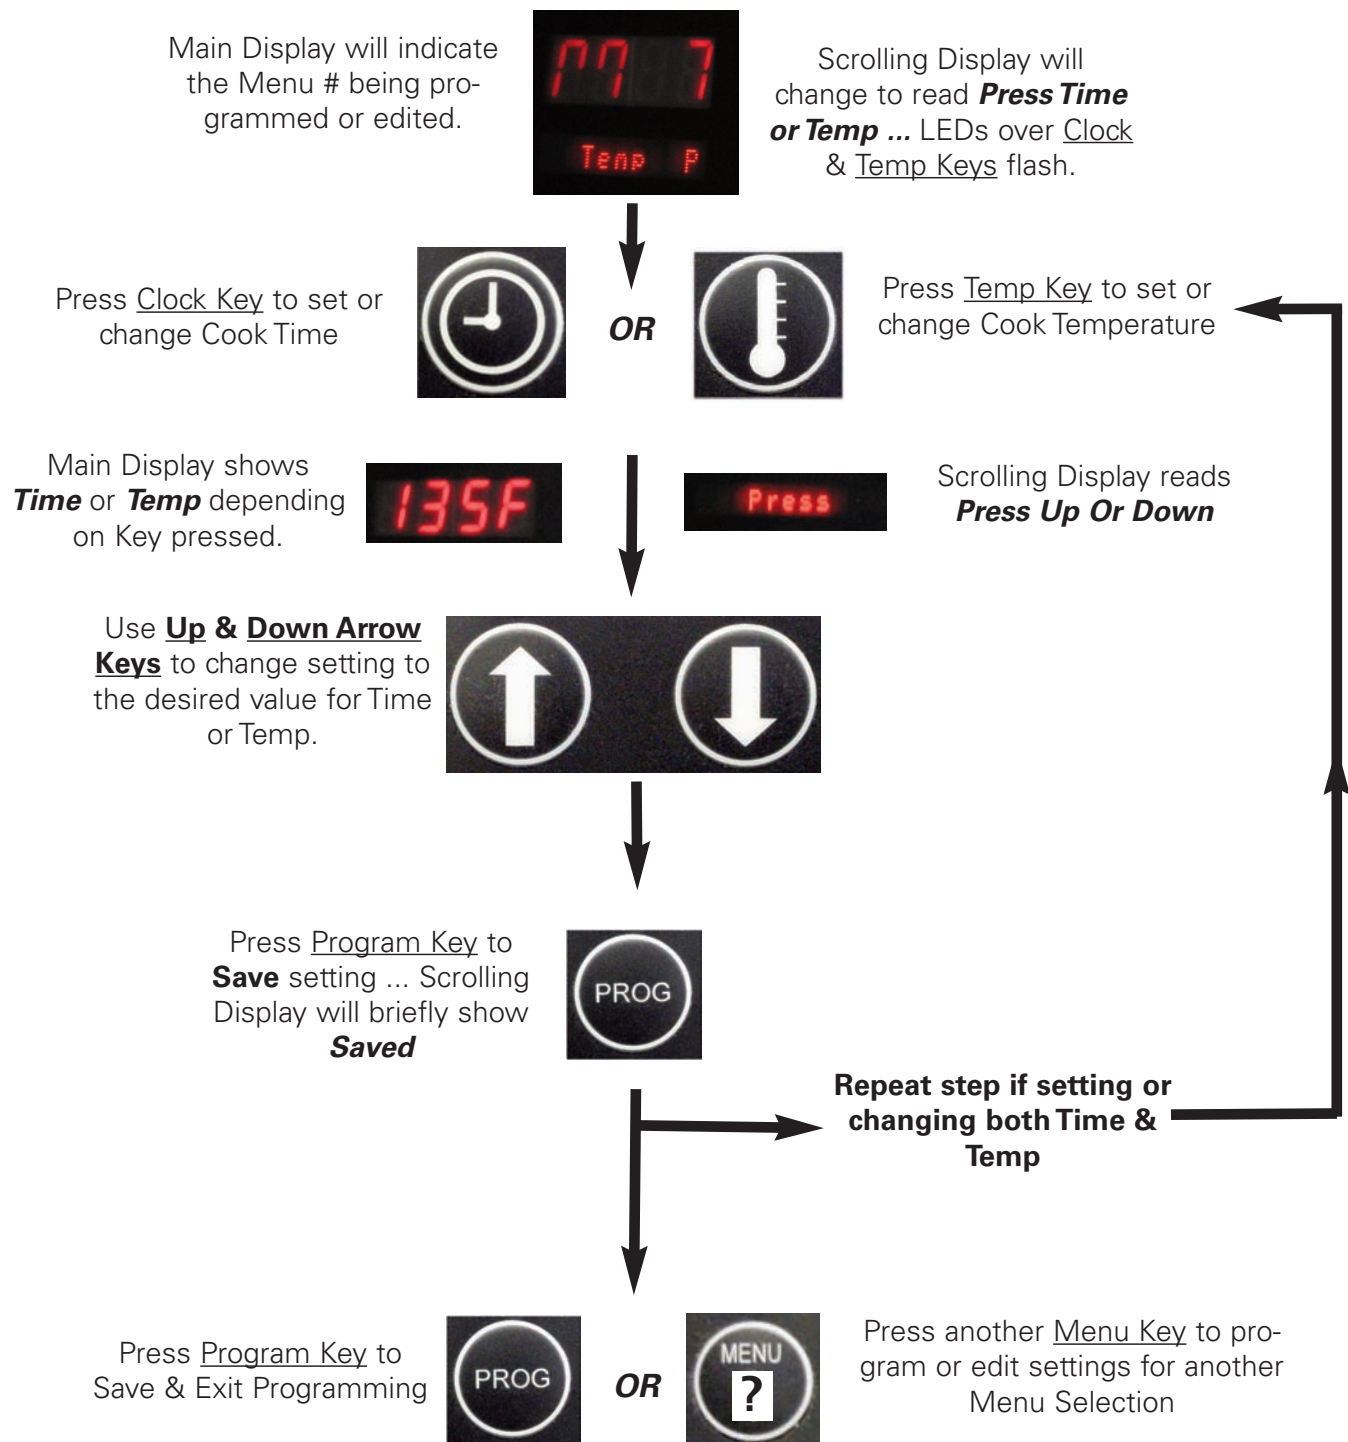 Main Display will indicate
the Menu # being pro-
grammed or edited.
M 7
Temp P
Scrolling Display will
change to read Press Time
or Temp ... LEDs over Clock
& Temp Keys flash.
Press Clock Key to set or
change Cook Time
OR
Press Temp Key to set or
change Cook Temperature
Main Display shows
Time or Temp depending
on Key pressed.
135F
Press
Scrolling Display reads
Press Up Or Down
Use Up & Down Arrow
Keys to change setting to
the desired value for Time
or Temp.
Press Program Key to
Save setting ... Scrolling
Display will briefly show
Saved
PROG
Repeat step if setting or
changing both Time &
Temp
Press Program Key to
Save & Exit Programming
PROG
OR
MENU
?
Press another Menu Key to pro-
gram or edit settings for another
Menu Selection